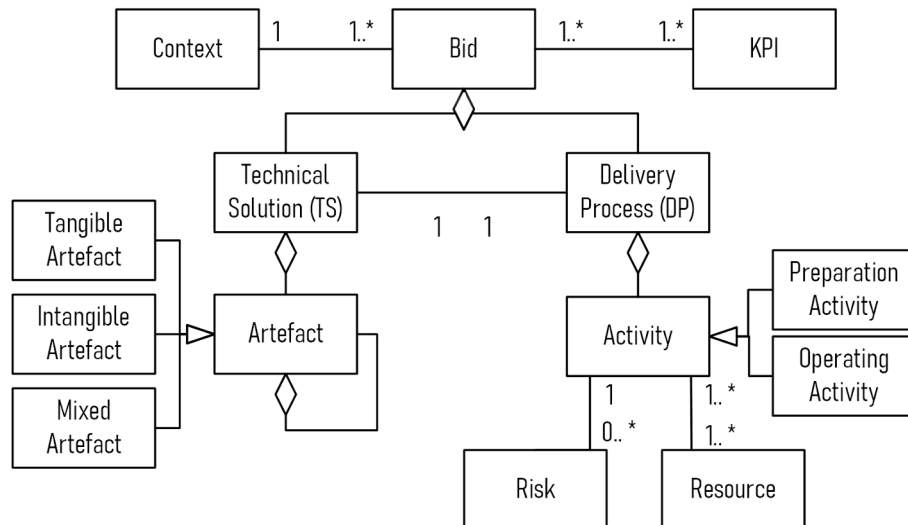 Context
1
1..*
Bid
1..*
1..*
KPI
Technical
Solution (TS)
Delivery
Process (DP)
1
1
Tangible
Artefact
Intangible
Artefact
Mixed
Artefact
Artefact
Activity
Preparation
Activity
Operating
Activity
1
0.. *
1.. *
1.. *
Risk
Resource